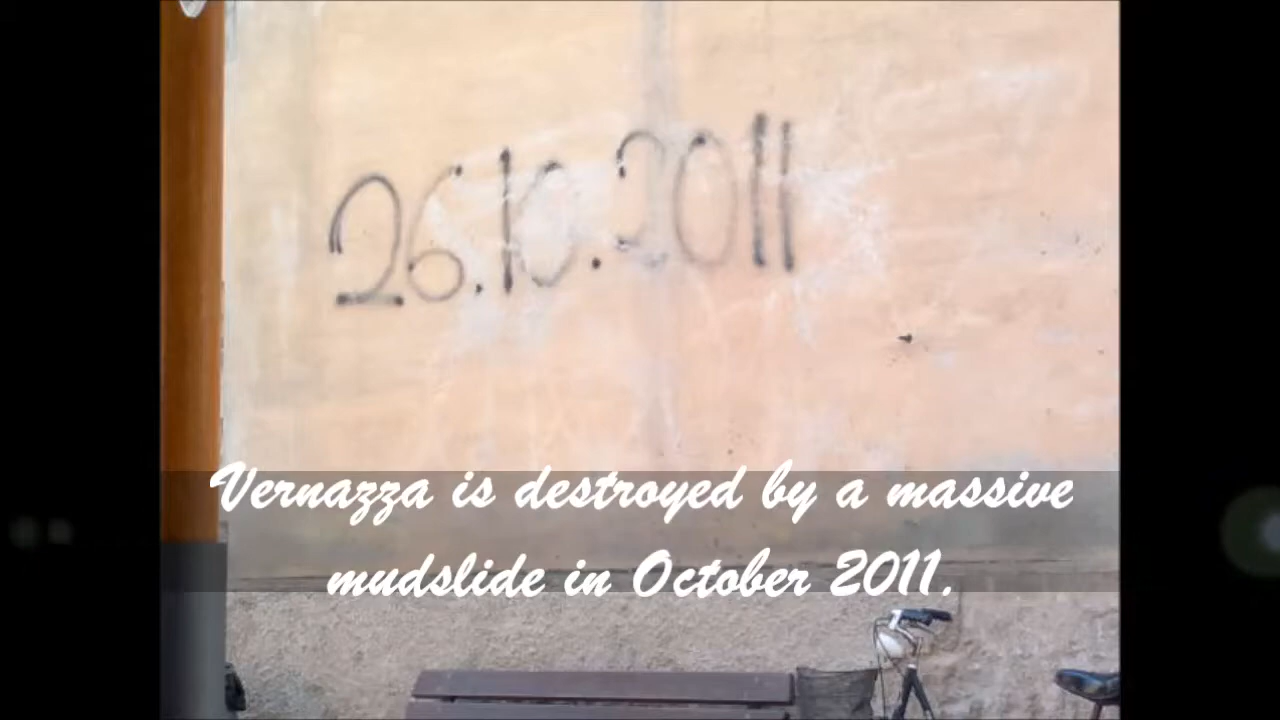 26.10.2011
Vernazza is destroyed by a massive
mudslide in October 2011.